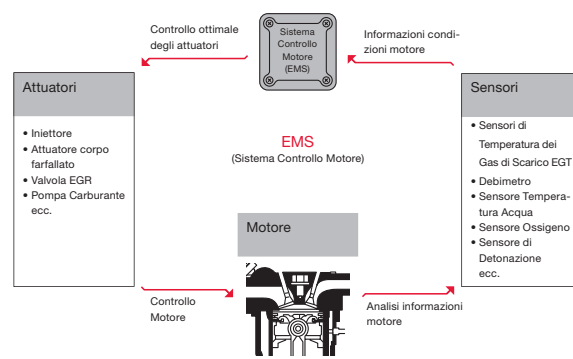 Controllo ottimale
degli attuatori
Sistema
Controllo
Motore
(EMS)
Informazioni condi-
zioni motore
Attuatori
• Iniettore
• Attuatore corpo
farfallato
• Valvola EGR
• Pompa Carburante
ecc.
EMS
(Sistema Controllo Motore)
Sensori
• Sensori di
Temperatura dei
Gas di Scarico EGT
• Debimetro
• Sensore Tempera-
tura Acqua
• Sensore Ossigeno
• Sensore di
Detonazione
ecc.
Motore
Controllo
Motore
Analisi informazioni
motore